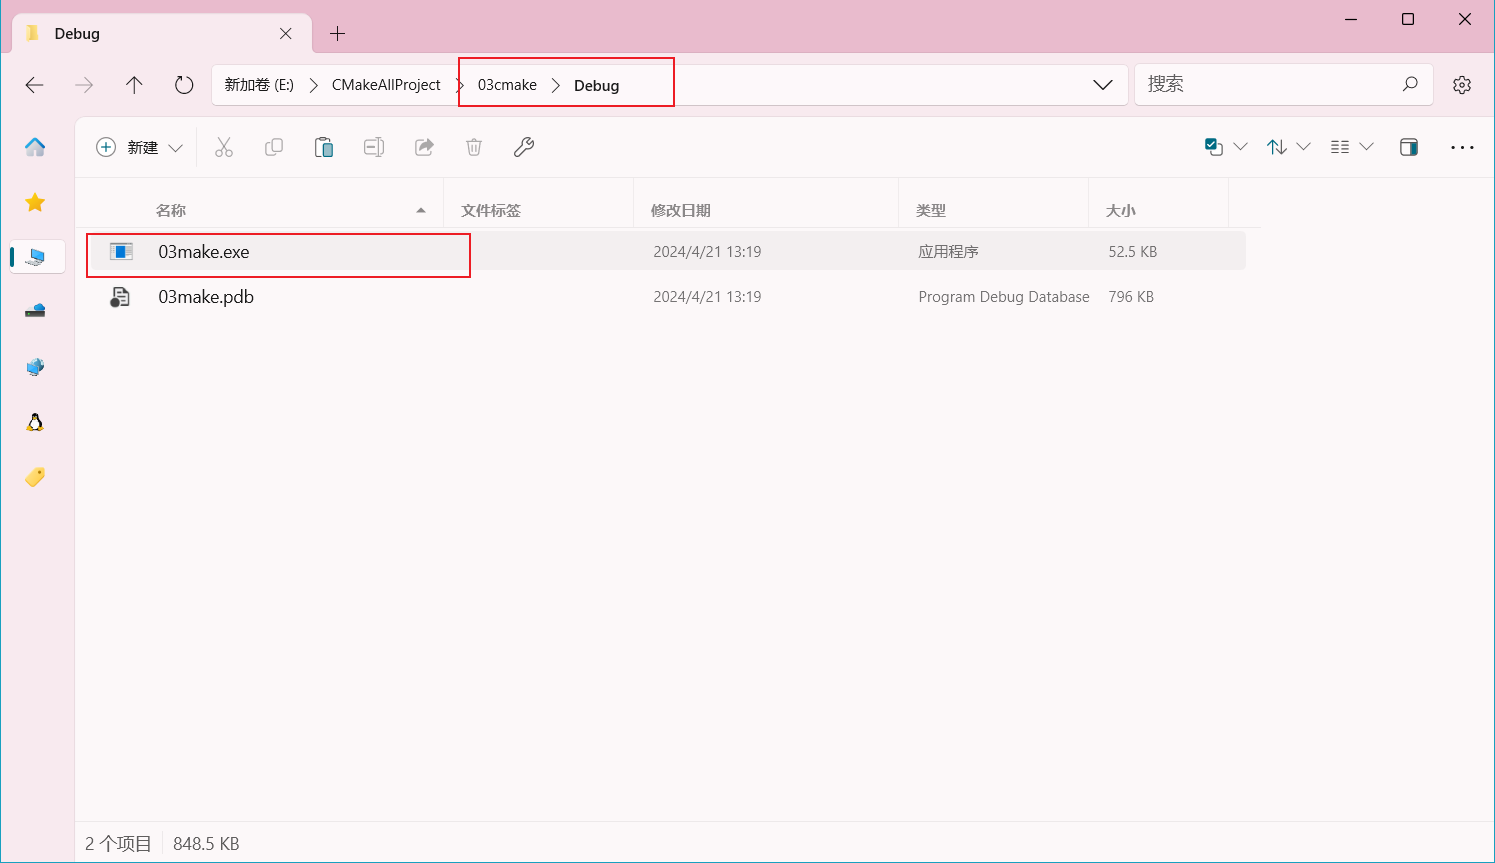 Debug
新加卷 (E:) CMakeAllProject 03cmake Debug 搜索
新建
名称 文件标签 修改日期 类型 大小
03make.exe 2024/4/21 13:19 应用程序 52.5 KB
03make.pdb 2024/4/21 13:19 Program Debug Database 796 KB
2 个项目 848.5 KB